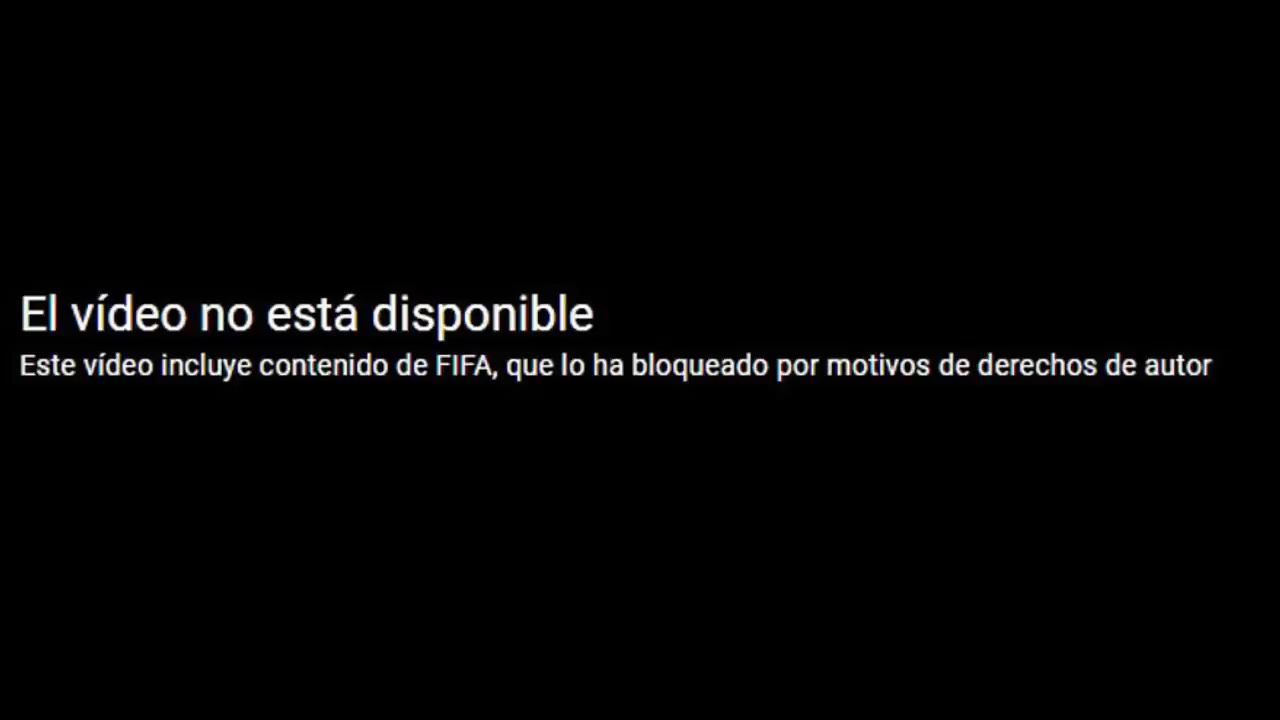 El vídeo no está disponible
Este vídeo incluye contenido de FIFA, que lo ha bloqueado por motivos de derechos de autor